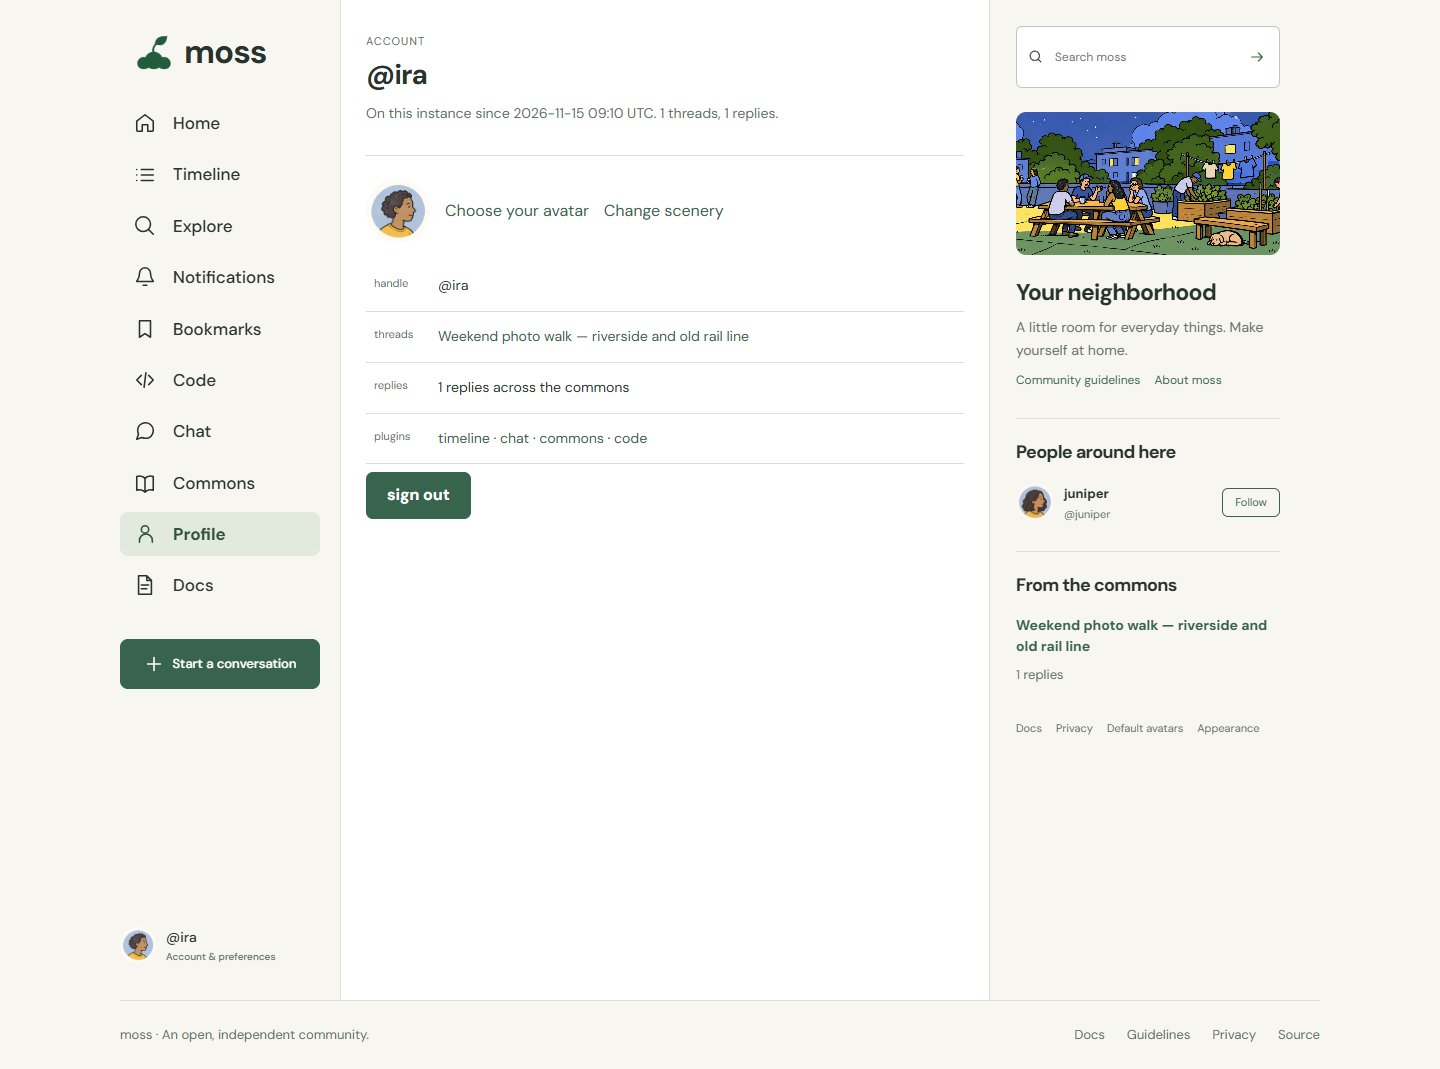 moss
Home
Timeline
Explore
Notifications
Bookmarks
Code
Chat
Commons
Profile
Docs
Start a conversation
@ira
Account & preferences
ACCOUNT
@ira
On this instance since 2026-11-15 09:10 UTC. 1 threads, 1 replies.
Choose your avatar Change scenery
handle @ira
threads Weekend photo walk — riverside and old rail line
replies 1 replies across the commons
plugins timeline · chat · commons · code
sign out
Search moss
Your neighborhood
A little room for everyday things. Make
yourself at home.
Community guidelines About moss
People around here
juniper
@juniper
Follow
From the commons
Weekend photo walk — riverside and
old rail line
1 replies
Docs Privacy Default avatars Appearance
moss · An open, independent community.
Docs Guidelines Privacy Source